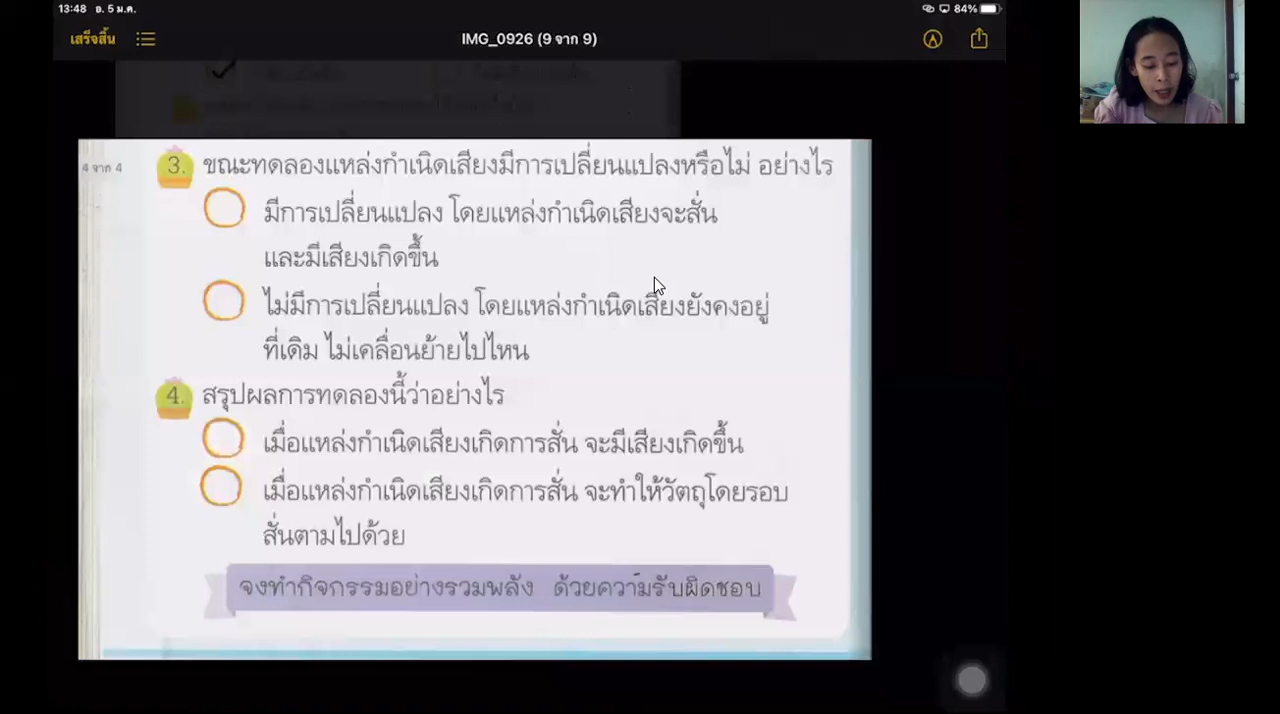 13:48 อ. 5 ม.ค.
84%
เสร็จสิ้น
IMG_0926 (9 จาก 9)
4 จาก 4
3. ขณะทดลองแหล่งกำเนิดเสียงมีการเปลี่ยนแปลงหรือไม่ อย่างไร
มีการเปลี่ยนแปลง โดยแหล่งกำเนิดเสียงจะสั่น
และมีเสียงเกิดขึ้น
ไม่มีการเปลี่ยนแปลง โดยแหล่งกำเนิดเสียงยังคงอยู่
ที่เดิม ไม่เคลื่อนย้ายไปไหน
4. สรุปผลการทดลองนี้ว่าอย่างไร
เมื่อแหล่งกำเนิดเสียงเกิดการสั่น จะมีเสียงเกิดขึ้น
เมื่อแหล่งกำเนิดเสียงเกิดการสั่น จะทำให้วัตถุโดยรอบ
สั่นตามไปด้วย
จงทำกิจกรรมอย่างรวมพลัง ด้วยความรับผิดชอบ